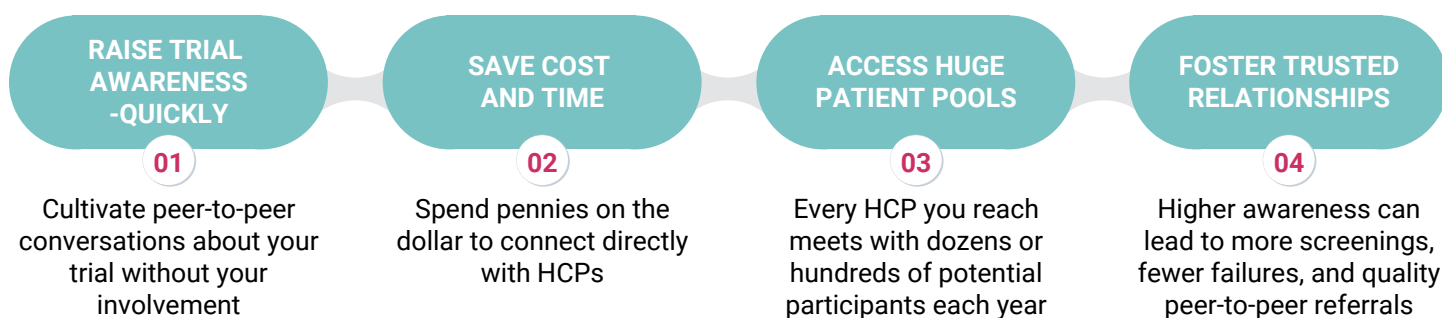 RAISE TRIAL
AWARENESS
-QUICKLY
01
Cultivate peer-to-peer
conversations about your
trial without your
involvement
SAVE COST
AND TIME
02
Spend pennies on the
dollar to connect directly
with HCPs
ACCESS HUGE
PATIENT POOLS
03
Every HCP you reach
meets with dozens or
hundreds of potential
participants each year
FOSTER TRUSTED
RELATIONSHIPS
04
Higher awareness can
lead to more screenings,
fewer failures, and quality
peer-to-peer referrals